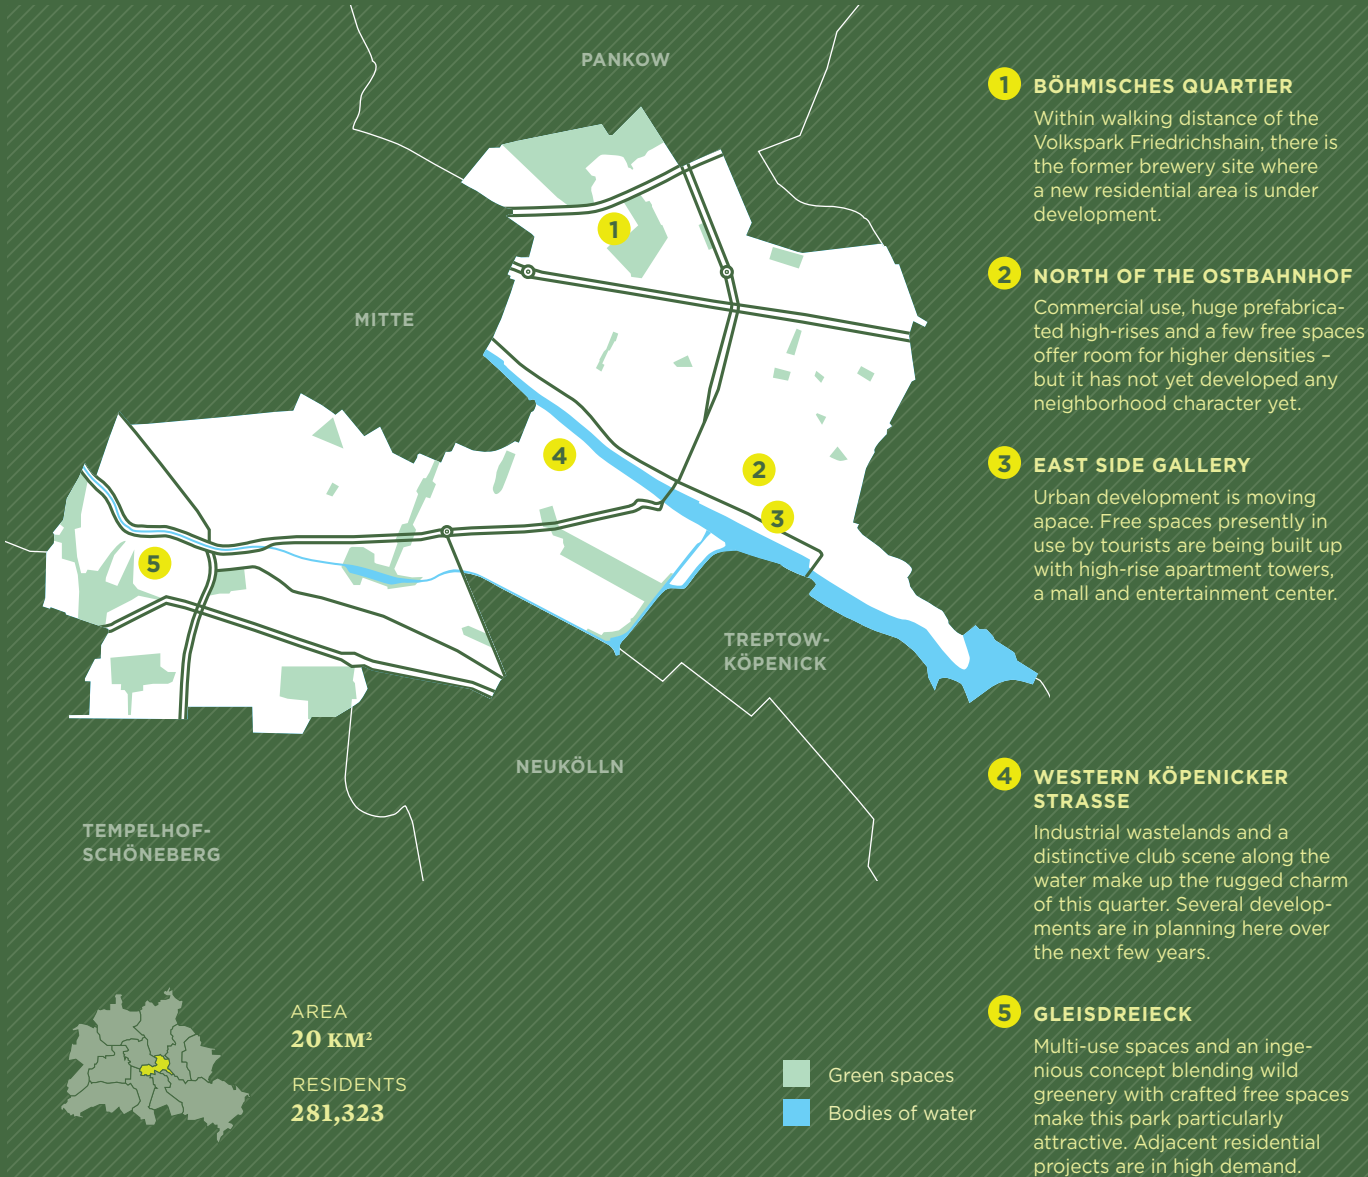 PANKOW
MITTE
TREPTOW-
KÖPENICK
NEUKÖLLN
TEMPELHOF-
SCHÖNEBERG
1
2
3
4
5
1 BÖHMISCHES QUARTIER
Within walking distance of the
Volkspark Friedrichshain, there is
the former brewery site where
a new residential area is under
development.
2 NORTH OF THE OSTBAHNHOF
Commercial use, huge prefabrica-
ted high-rises and a few free spaces
offer room for higher densities –
but it has not yet developed any
neighborhood character yet.
3 EAST SIDE GALLERY
Urban development is moving
apace. Free spaces presently in
use by tourists are being built up
with high-rise apartment towers,
a mall and entertainment center.
4 WESTERN KÖPENICKER
STRASSE
Industrial wastelands and a
distinctive club scene along the
water make up the rugged charm
of this quarter. Several develop-
ments are in planning here over
the next few years.
5 GLEISDREIECK
Multi-use spaces and an inge-
nious concept blending wild
greenery with crafted free spaces
make this park particularly
attractive. Adjacent residential
projects are in high demand.
AREA
20 KM²
RESIDENTS
281,323
Green spaces
Bodies of water